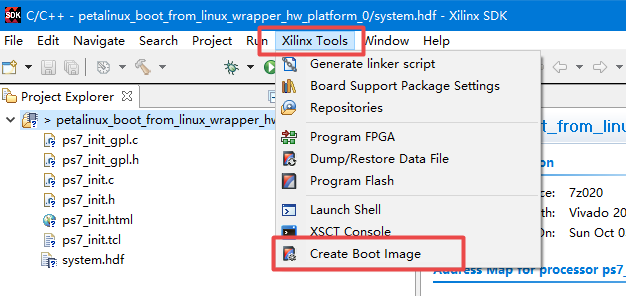 SDK C/C++ - petalinux_boot_from_linux_wrapper_hw_platform_0/system.hdf - Xilinx SDK
File Edit Navigate Search Project Run Xilinx Tools Window Help
Project Explorer
> petalinux_boot_from_linux_wrapper_hw
ps7_init_gpl.c
ps7_init_gpl.h
ps7_init.c
ps7_init.h
ps7_init.html
ps7_init.tcl
system.hdf
Generate linker script
Board Support Package Settings
Repositories
Program FPGA
Dump/Restore Data File
Program Flash
Launch Shell
XSCT Console
Create Boot Image
_from_linu
on
ce: 7z020
th: Vivado 20
On: Sun Oct 0
Address Map for processor ps7_